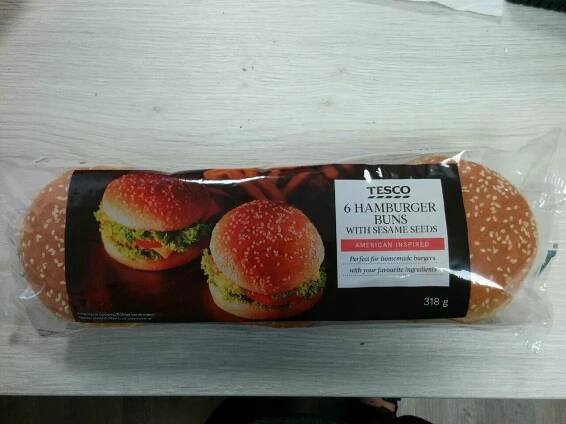 TESCO
6 HAMBURGER
BUNS
WITH SESAME SEEDS
AMERICAN INSPIRED
Perfect for homemade burgers
with your favourite ingredients
318 g